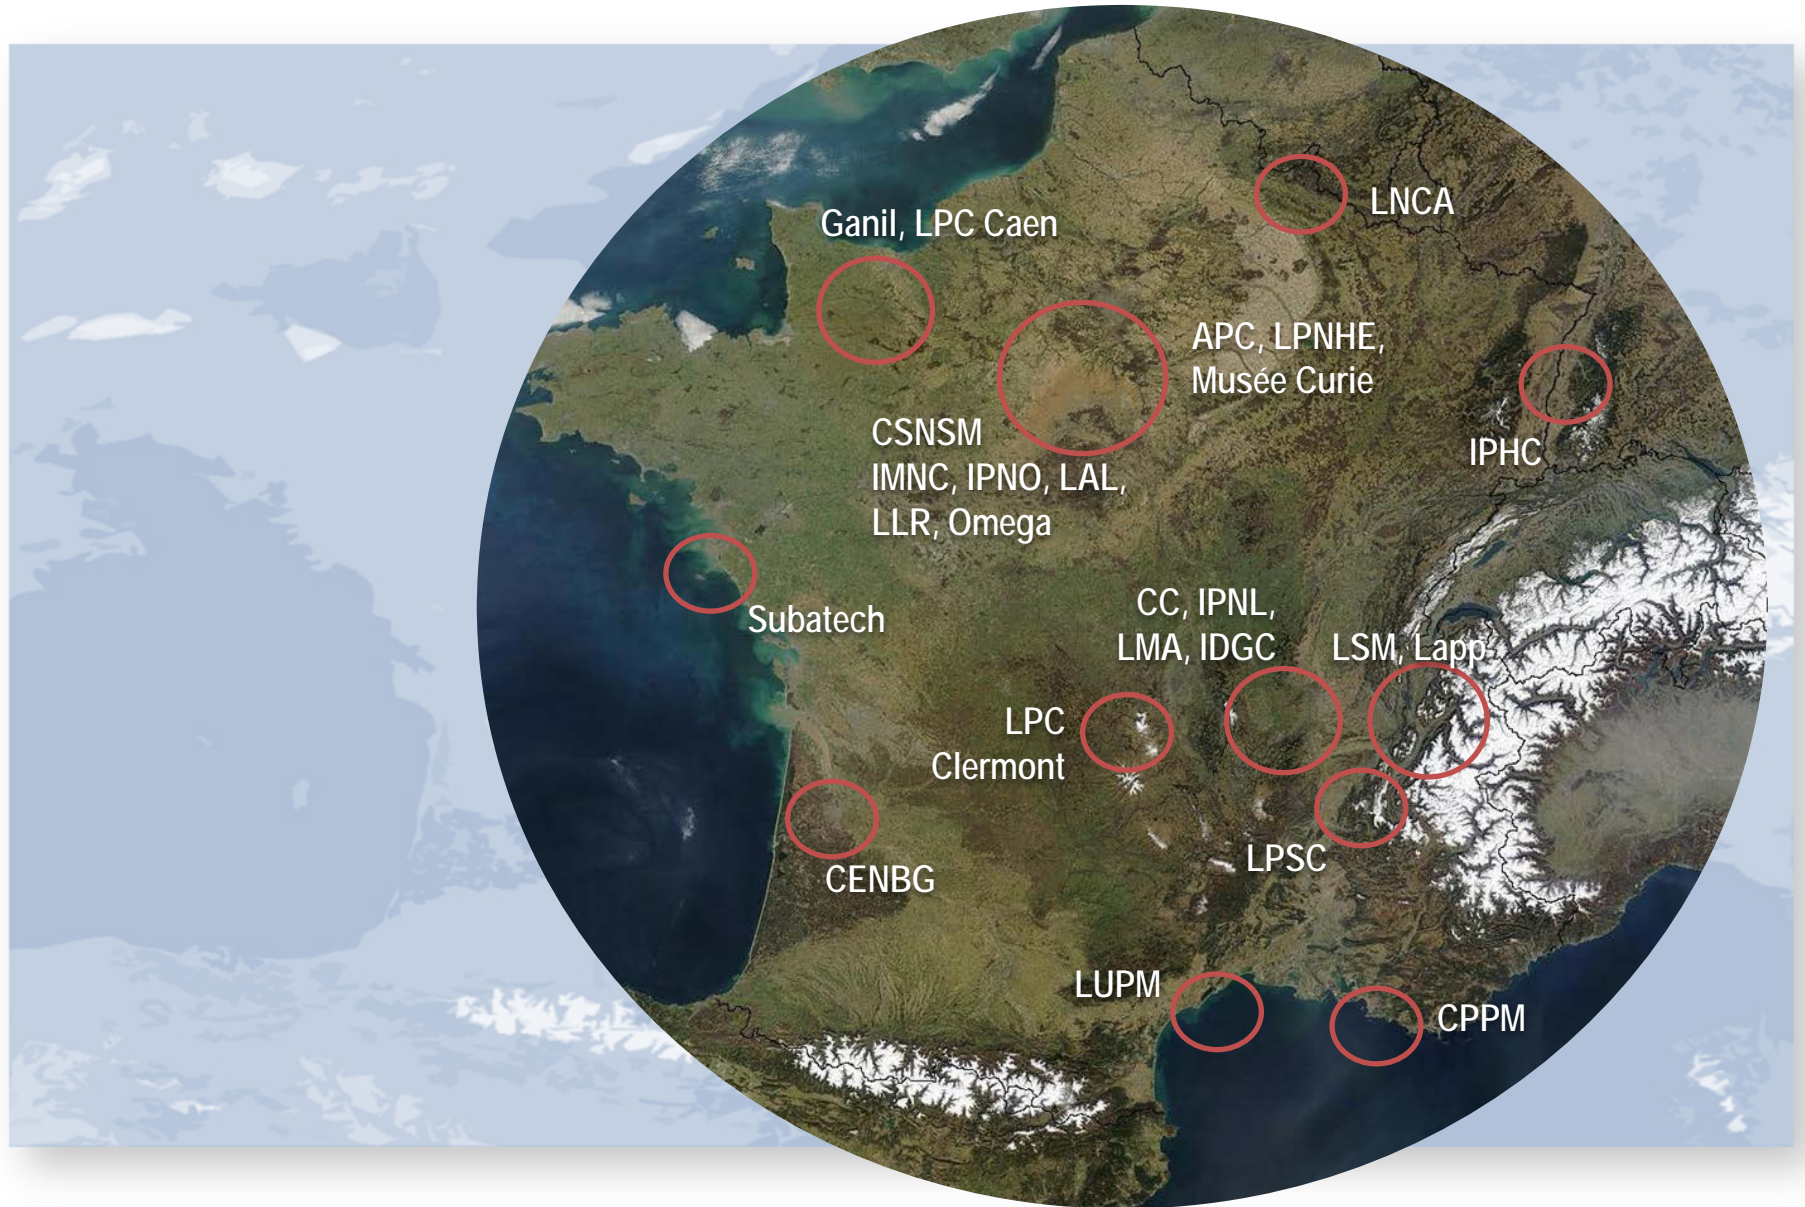 LNCA
Ganil, LPC Caen
APC, LPNHE,
Musée Curie
CSNSM
IMNC, IPNO, LAL,
LLR, Omega
IPHC
Subatech
CC, IPNL,
LMA, IDGC
LSM, Lapp
LPC
Clermont
LPSC
CENBG
LUPM
CPPM